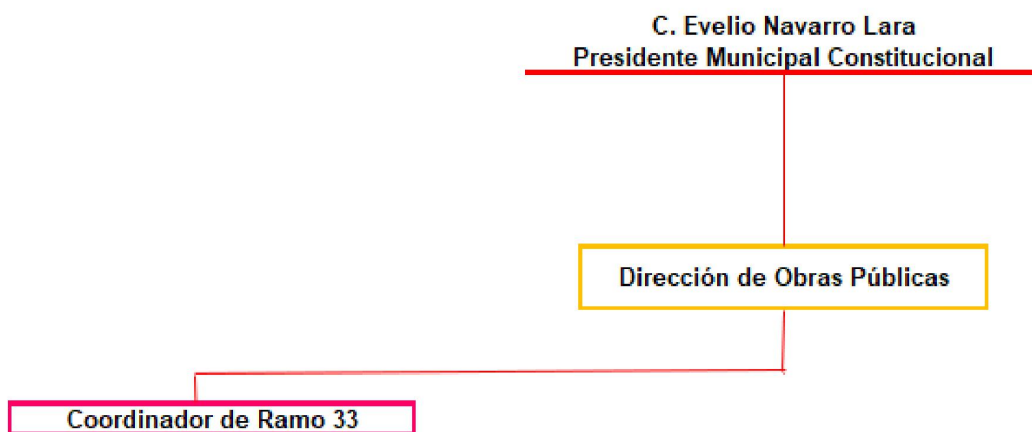 C. Evelio Navarro Lara
Presidente Municipal Constitucional
Dirección de Obras Públicas
Coordinador de Ramo 33